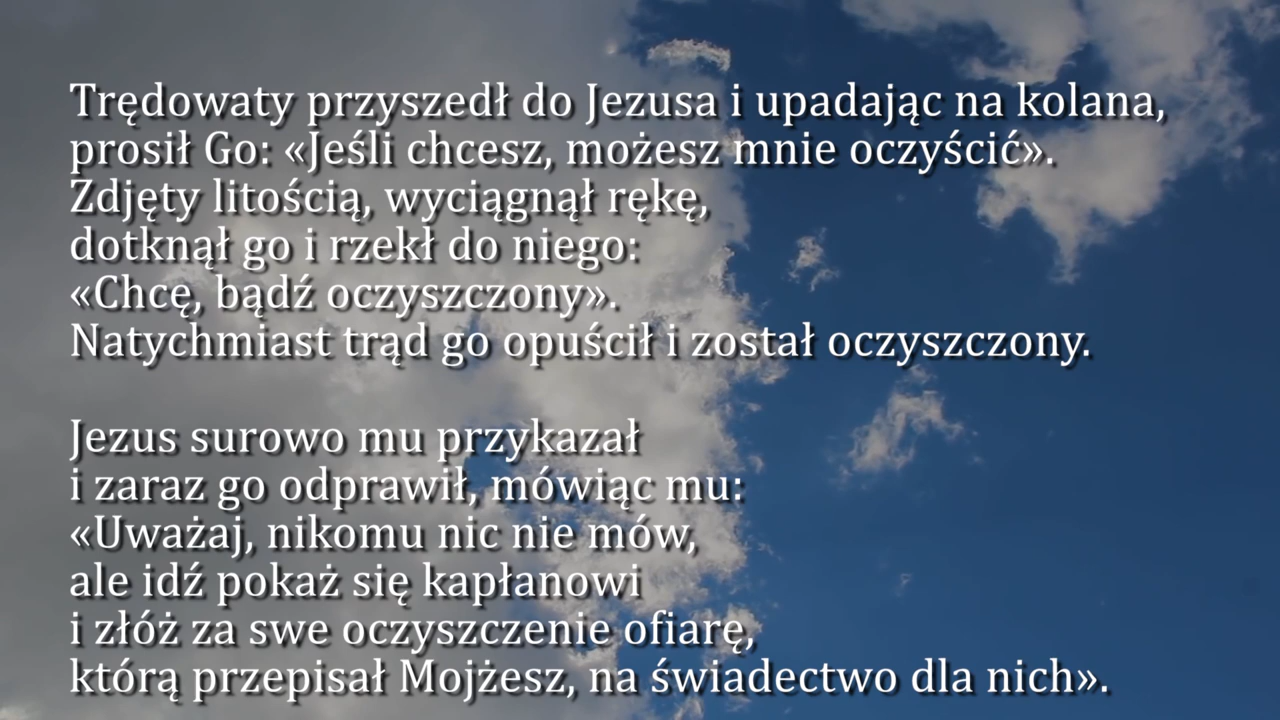 Trędowaty przyszedł do Jezusa i upadając na kolana,
prosił Go: «Jeśli chcesz, możesz mnie oczyścić».
Zdjęty litością, wyciągnął rękę,
dotknął go i rzekł do niego:
«Chcę, bądź oczyszczony».
Natychmiast trąd go opuścił i został oczyszczony.
Jezus surowo mu przykazał
i zaraz go odprawił, mówiąc mu:
«Uważaj, nikomu nic nie mów,
ale idź pokaż się kapłanowi
i złóż za swe oczyszczenie ofiarę,
którą przepisał Mojżesz, na świadectwo dla nich».